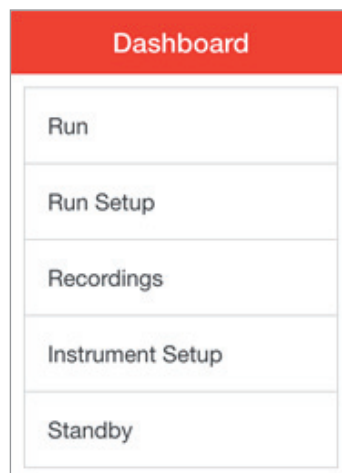 Dashboard
Run
Run Setup
Recordings
Instrument Setup
Standby